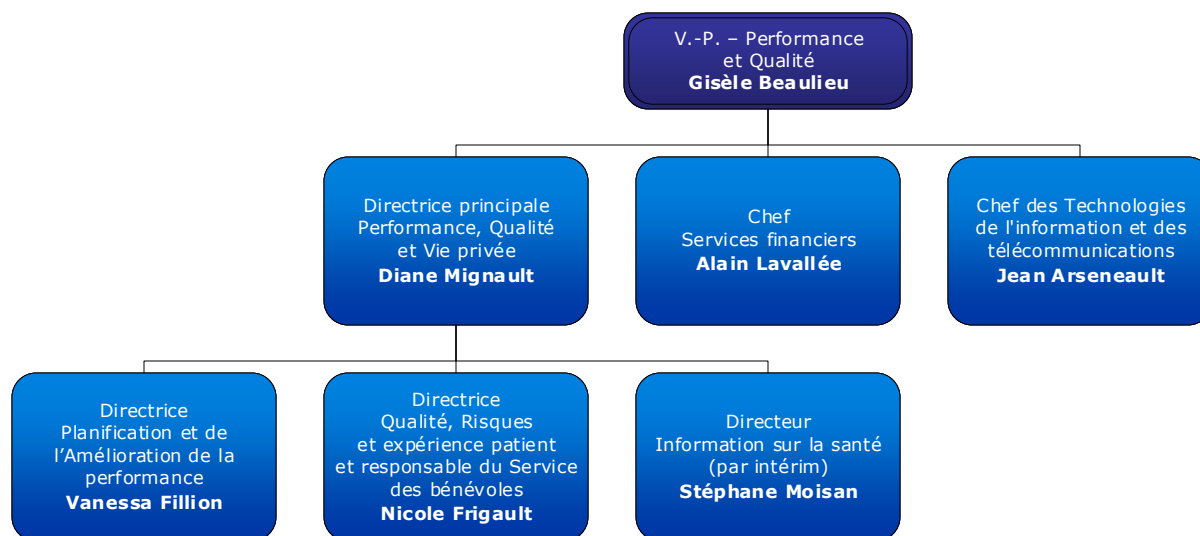 V.-P. – Performance
et Qualité
Gisèle Beaulieu
Directrice principale
Performance, Qualité
et Vie privée
Diane Mignault
Chef
Services financiers
Alain Lavallée
Chef des Technologies
de l'information et des
télécommunications
Jean Arseneault
Directrice
Planification et de
l’Amélioration de la
performance
Vanessa Fillion
Directrice
Qualité, Risques
et expérience patient
et responsable du Service
des bénévoles
Nicole Frigault
Directeur
Information sur la santé
(par intérim)
Stéphane Moisan